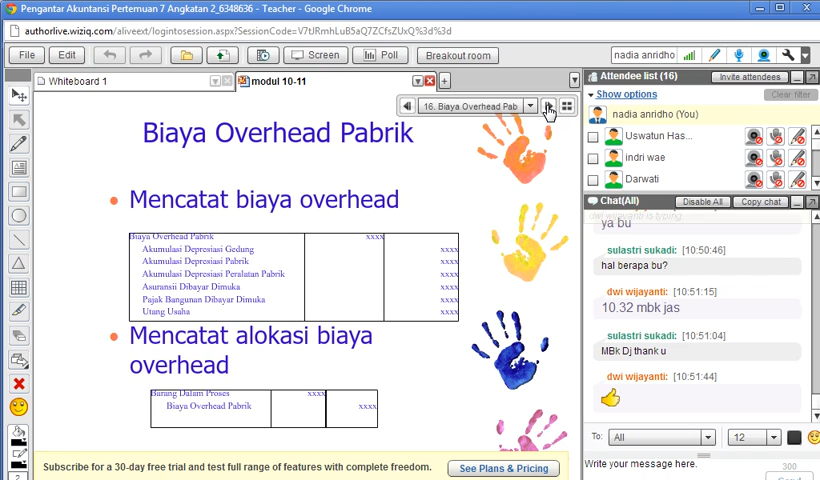 Pengantar Akuntansi Pertemuan 7 Angkatan 2_6348636 - Teacher - Google Chrome
authorlive.wiziq.com/aliveext/logintosession.aspx?SessionCode=V7tJRmhLuB5aQ7ZCfsZUxQ%3d%3d
File Edit Screen Poll Breakout room nadia anridho
Whiteboard 1 modul 10-11
Attendee list (16) Invite attendees
Show options Clear filter
nadia anridho (You)
Uswatun Has...
indri wae
Darwati
16. Biaya Overhead Pab
Biaya Overhead Pabrik
• Mencatat biaya overhead
Biaya Overhead Pabrik xxxx
Akumulasi Depresiasi Gedung xxxx
Akumulasi Depresiasi Pabrik xxxx
Akumulasi Depresiasi Peralatan Pabrik xxxx
Asuransii Dibayar Dimuka xxxx
Pajak Bangunan Dibayar Dimuka xxxx
Utang Usaha xxxx
• Mencatat alokasi biaya
overhead
Barang Dalam Proses xxxx
Biaya Overhead Pabrik xxxx
Chat(All) Disable All Copy chat
dwi wijayanti is typing
ya bu
sulastri sukadi: [10:50:46]
hal berapa bu?
dwi wijayanti: [10:51:15]
10.32 mbk jas
sulastri sukadi: [10:51:04]
MBk Dj thank u
dwi wijayanti: [10:51:44]
To: All 12
Write your message here.
300
Send
Subscribe for a 30-day free trial and test full range of features with complete freedom. See Plans & Pricing
2